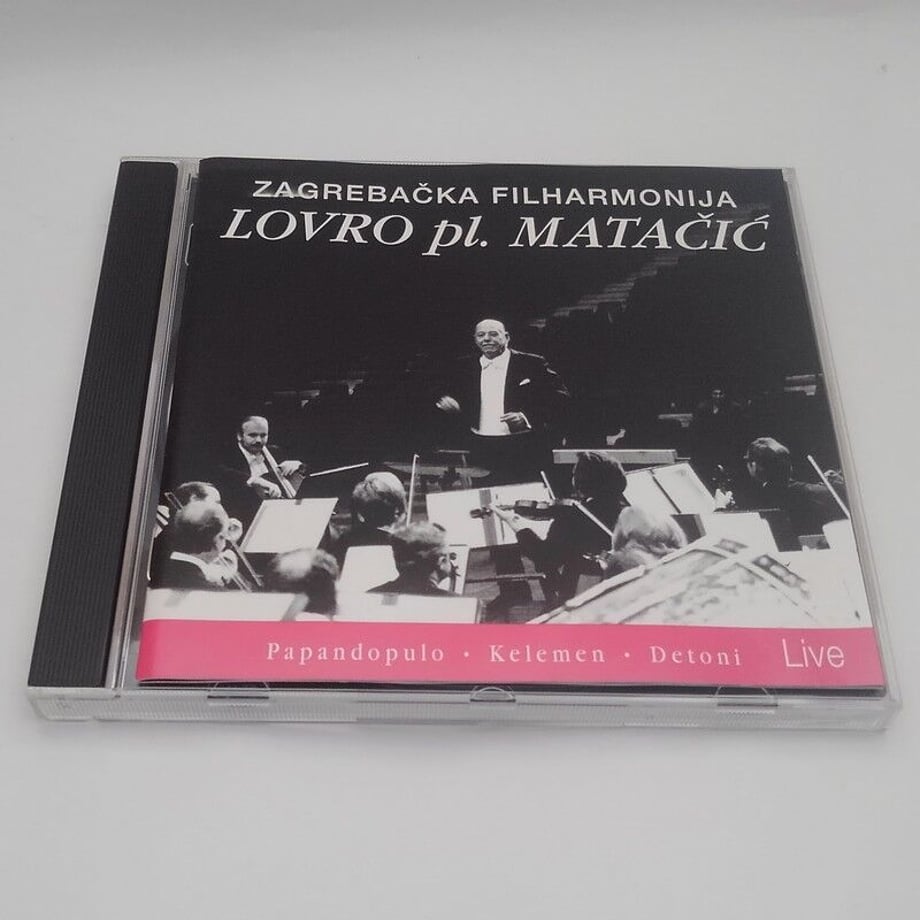 ZAGREBAČKA FILHARMONIJA
LOVRO pl. MATAČIĆ
Papandopulo · Kelemen · Detoni Live